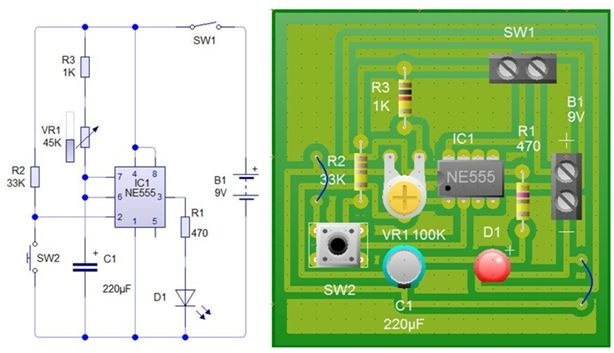 SW1
R3
1K
VR1
45K
R2
33K
7
4
8
6
IC1
NE555
3
2
1
5
R1
470
B1
9V
+
SW2
+
C1
220µF
D1
SW1
R3
1K
B1
9V
+
IC1
R1
470
R2
33K
NE555
VR1 100K
D1
+
SW2
C1
220µF